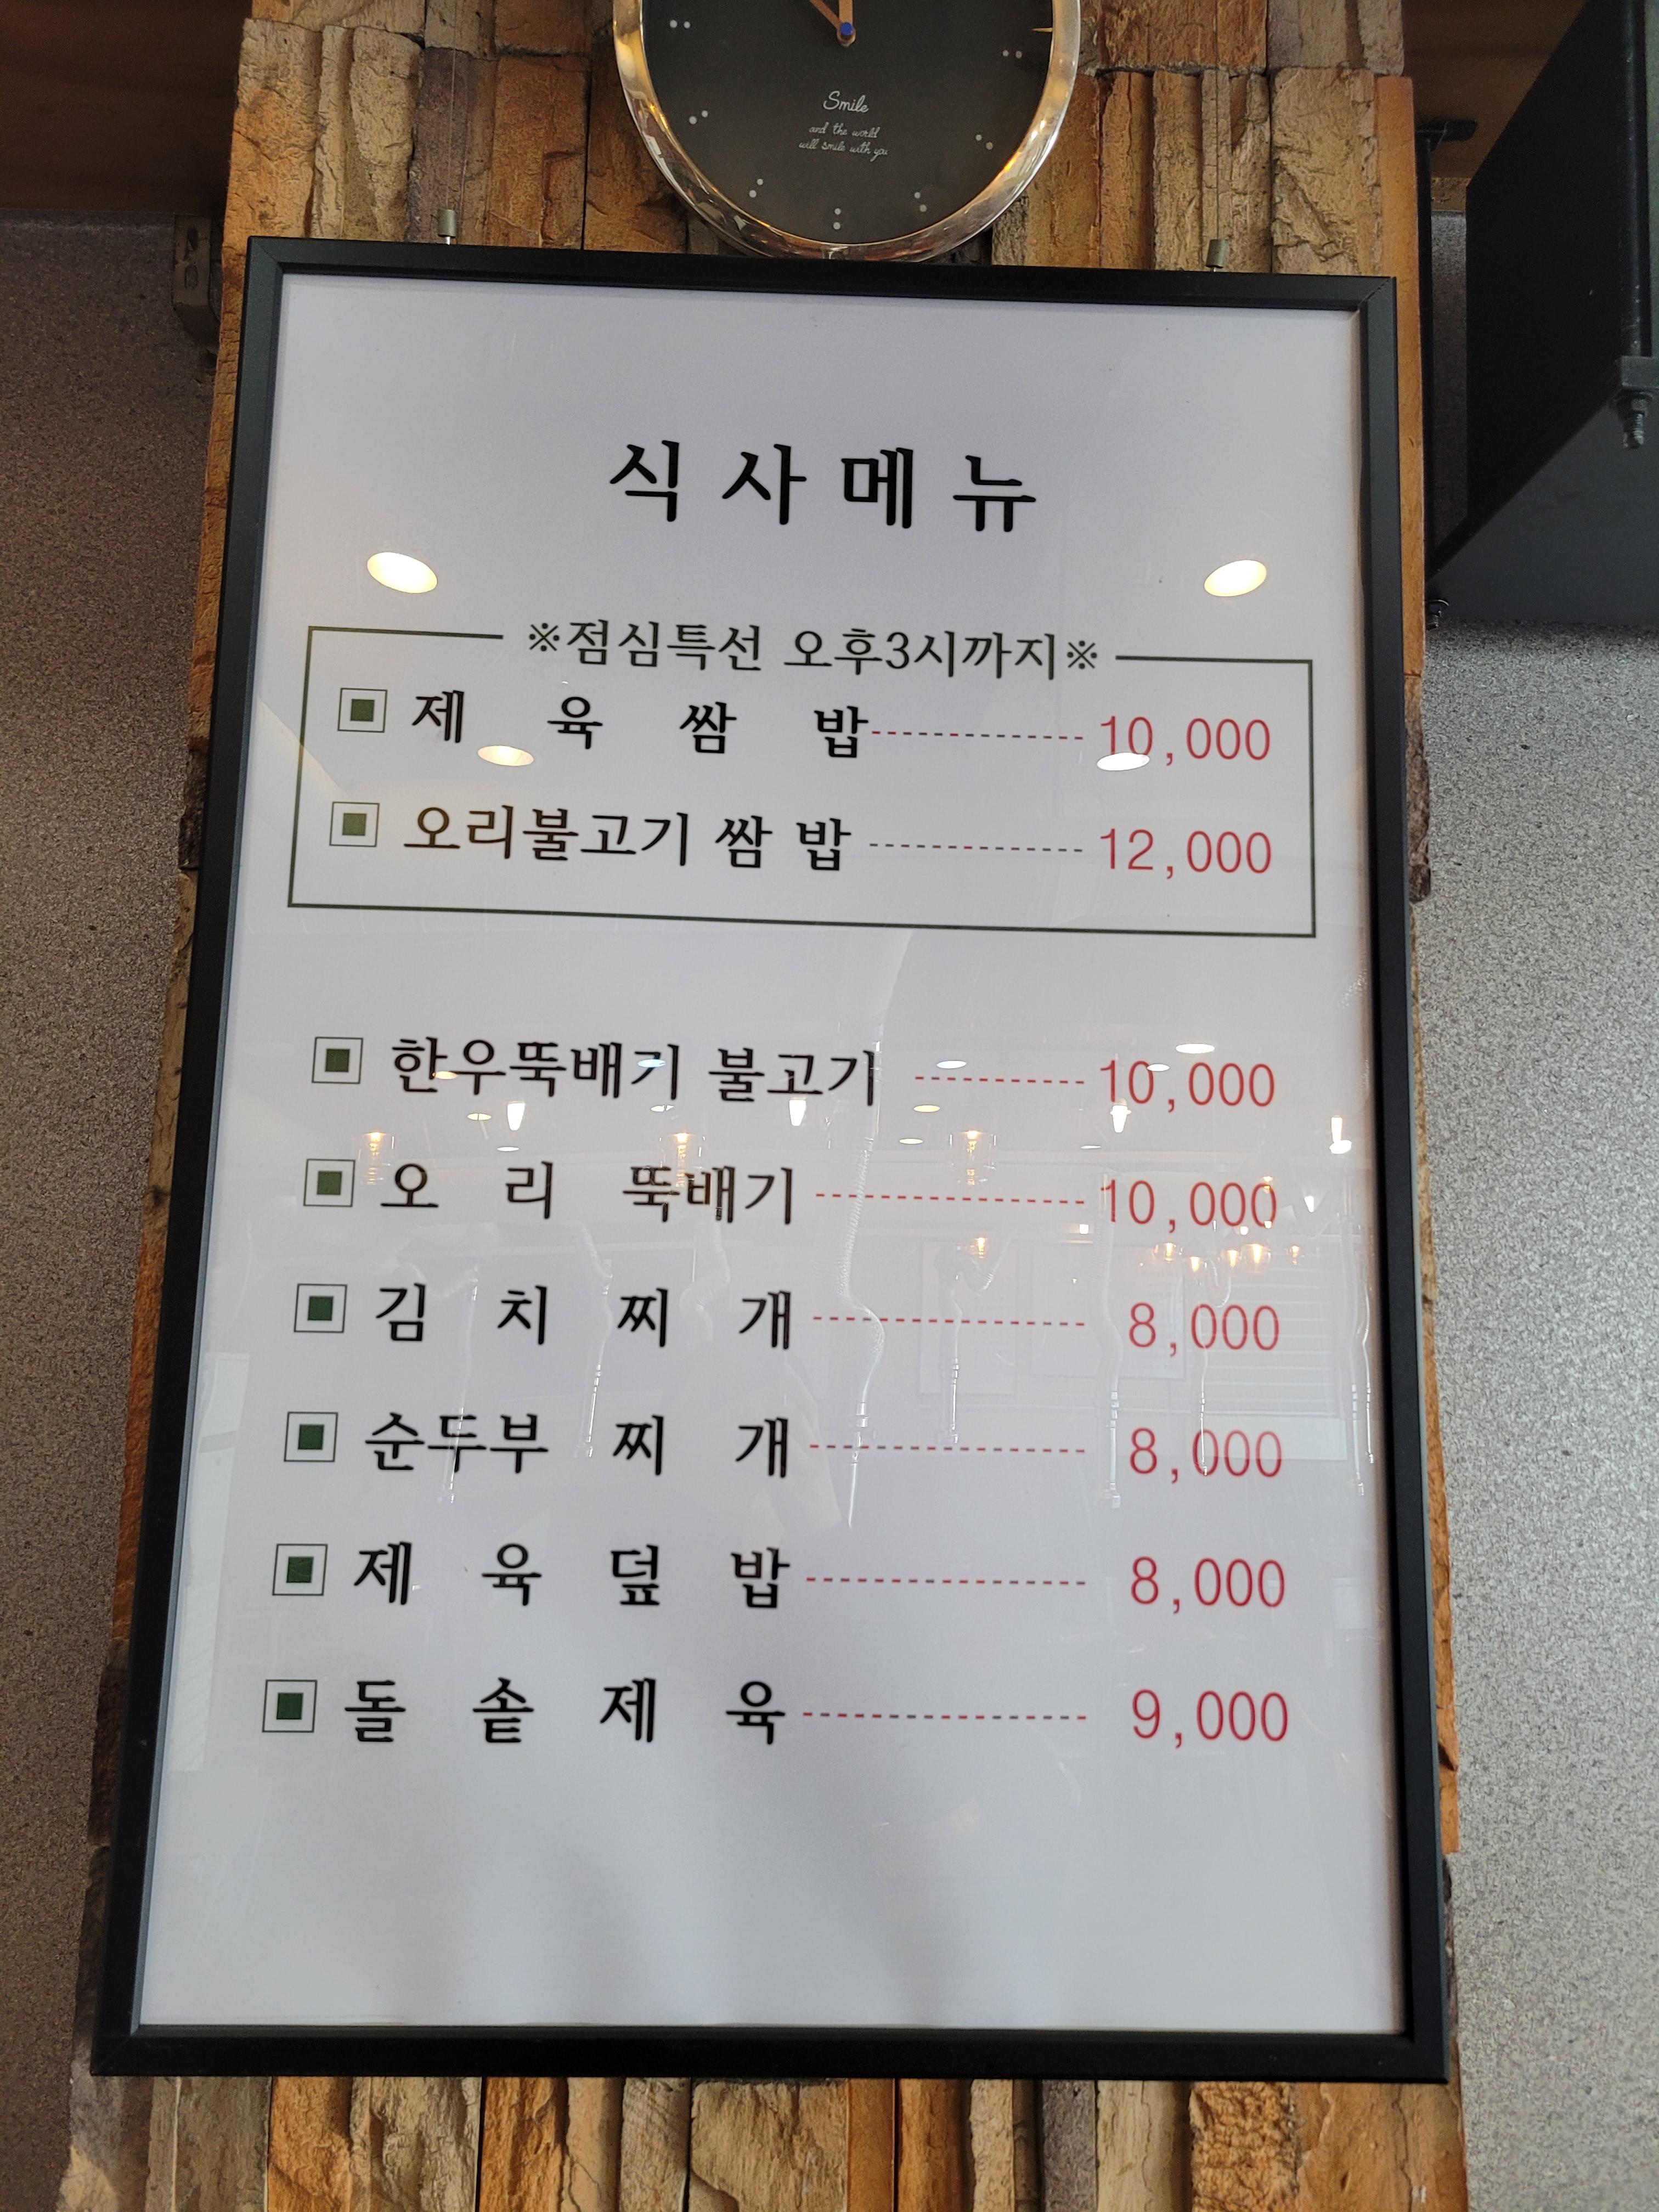 Smile
and the world
will smile with you
식사메뉴
※점심특선 오후3시까지※
▣ 제 육 쌈 밥-------------- 10,000
▣ 오리불고기 쌈 밥 -------------- 12,000
▣ 한우뚝배기 불고기 ----------- 10,000
▣ 오 리 뚝배기 ----------------- 10,000
▣ 김 치 찌 개 ----------------- 8,000
▣ 순두부 찌 개 ----------------- 8,000
▣ 제 육 덮 밥 ----------------- 8,000
▣ 돌 솥 제 육 ----------------- 9,000